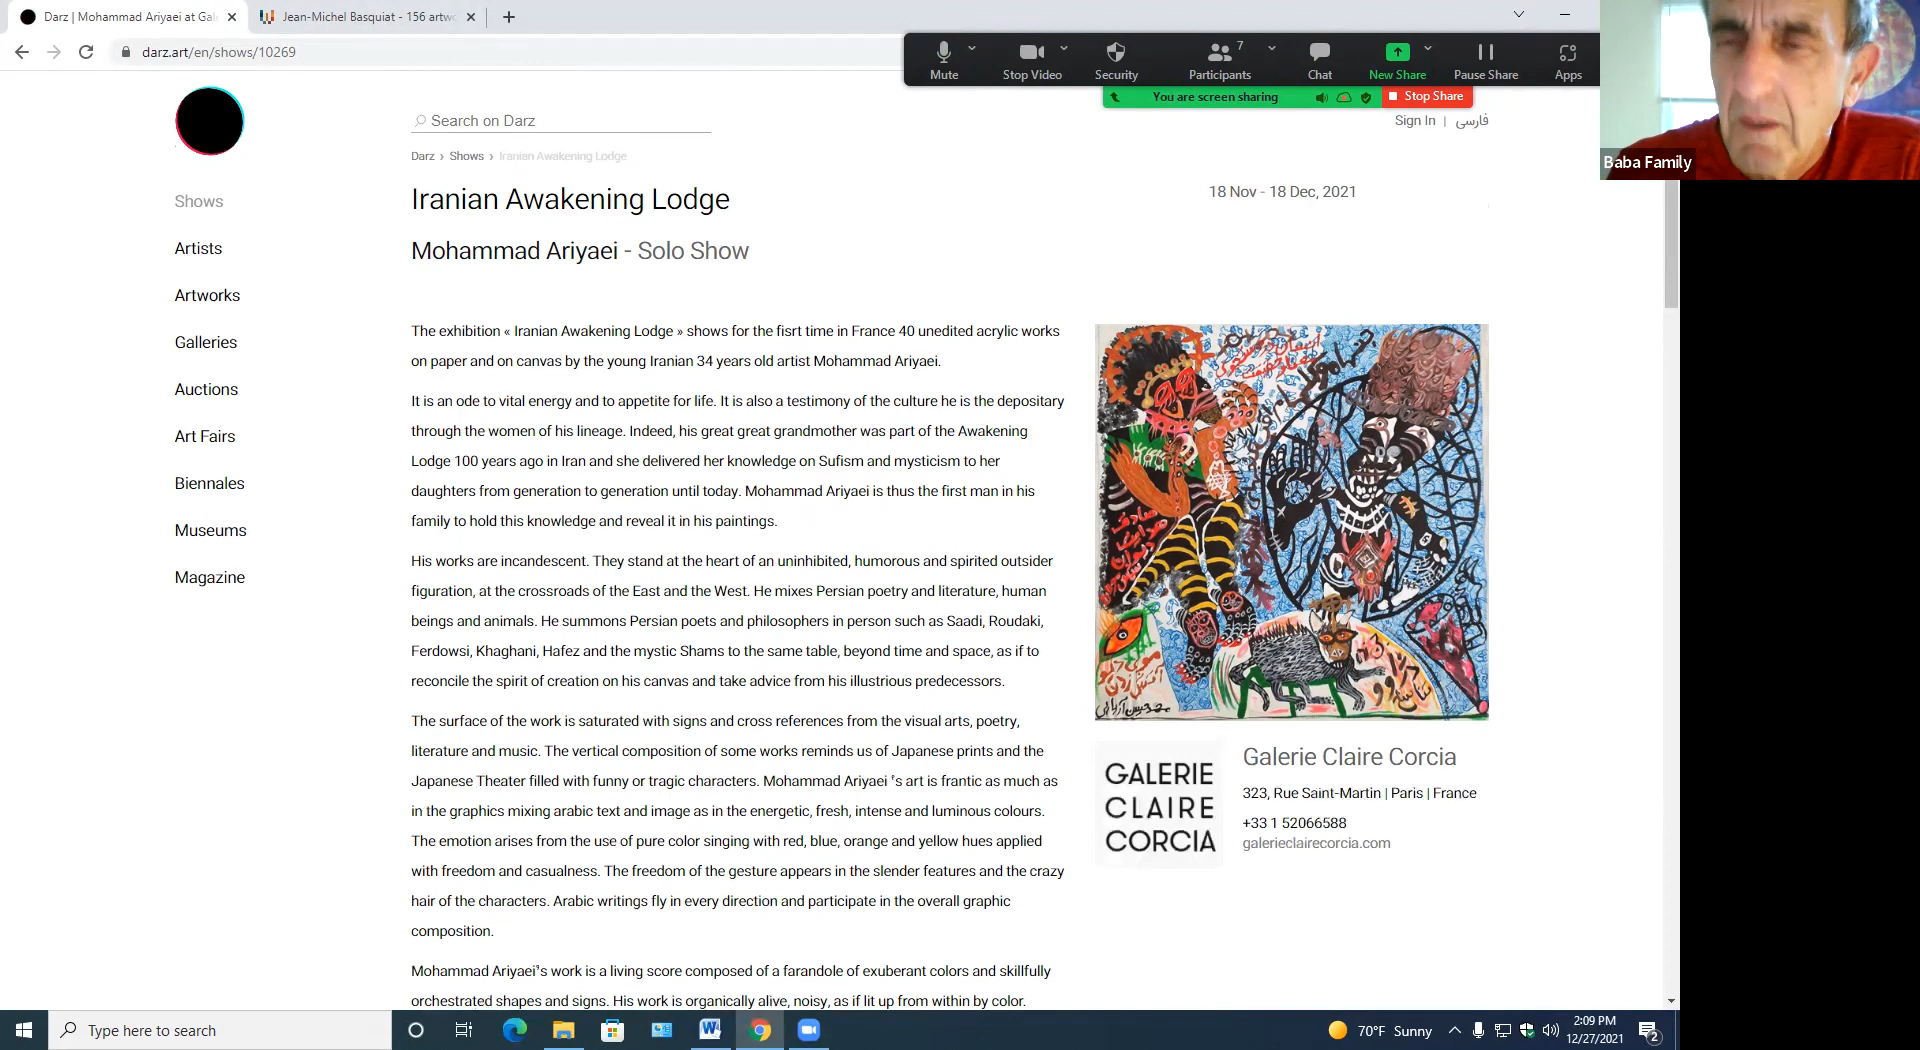 Darz | Mohammad Ariyaei at Gal
Jean-Michel Basquiat - 156 artw
darz.art/en/shows/10269
Mute
Stop Video
Security
7
Participants
Chat
New Share
Pause Share
Apps
You are screen sharing
Stop Share
Baba Family
Search on Darz
Sign In | فارسی
Darz › Shows › Iranian Awakening Lodge
Shows
Artists
Artworks
Galleries
Auctions
Art Fairs
Biennales
Museums
Magazine
Iranian Awakening Lodge
18 Nov - 18 Dec, 2021
Mohammad Ariyaei - Solo Show
The exhibition « Iranian Awakening Lodge » shows for the fisrt time in France 40 unedited acrylic works
on paper and on canvas by the young Iranian 34 years old artist Mohammad Ariyaei.
It is an ode to vital energy and to appetite for life. It is also a testimony of the culture he is the depositary
through the women of his lineage. Indeed, his great great grandmother was part of the Awakening
Lodge 100 years ago in Iran and she delivered her knowledge on Sufism and mysticism to her
daughters from generation to generation until today. Mohammad Ariyaei is thus the first man in his
family to hold this knowledge and reveal it in his paintings.
His works are incandescent. They stand at the heart of an uninhibited, humorous and spirited outsider
figuration, at the crossroads of the East and the West. He mixes Persian poetry and literature, human
beings and animals. He summons Persian poets and philosophers in person such as Saadi, Roudaki,
Ferdowsi, Khaghani, Hafez and the mystic Shams to the same table, beyond time and space, as if to
reconcile the spirit of creation on his canvas and take advice from his illustrious predecessors.
The surface of the work is saturated with signs and cross references from the visual arts, poetry,
literature and music. The vertical composition of some works reminds us of Japanese prints and the
Japanese Theater filled with funny or tragic characters. Mohammad Ariyaei 's art is frantic as much as
in the graphics mixing arabic text and image as in the energetic, fresh, intense and luminous colours.
The emotion arises from the use of pure color singing with red, blue, orange and yellow hues applied
with freedom and casualness. The freedom of the gesture appears in the slender features and the crazy
hair of the characters. Arabic writings fly in every direction and participate in the overall graphic
composition.
Mohammad Ariyaei's work is a living score composed of a farandole of exuberant colors and skillfully
orchestrated shapes and signs. His work is organically alive, noisy, as if lit up from within by color.
GALERIE
CLAIRE
CORCIA
Galerie Claire Corcia
323, Rue Saint-Martin | Paris | France
+33 1 52066588
galerieclairecorcia.com
Type here to search
70°F Sunny
2:09 PM
12/27/2021
2